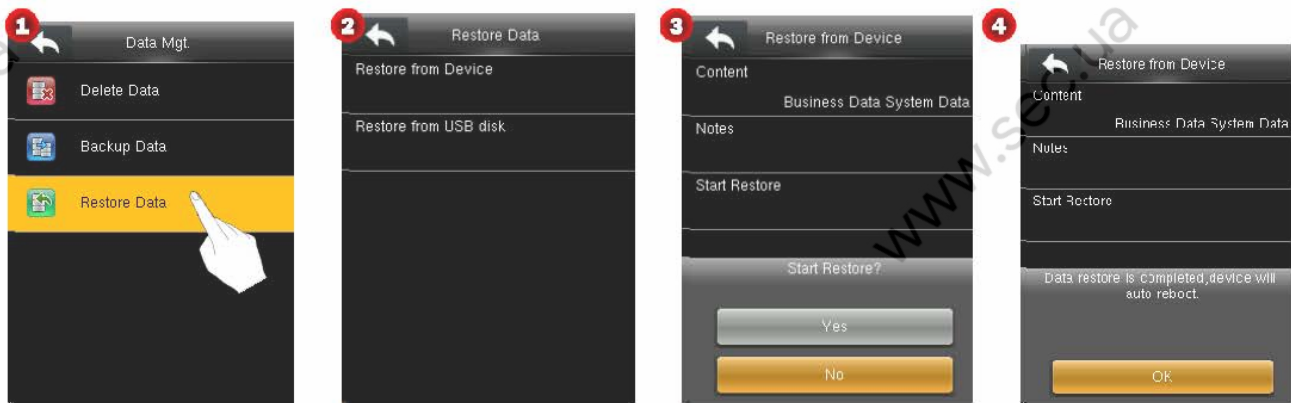 1
Data Mgt.
Delete Data
Backup Data
Restore Data
2
Restore Data
Restore from Device
Restore from USB disk
3
Restore from Device
Content
Business Data System Data
Notes
Start Restore
Start Restore?
Yes
No
4
Restore from Device
Content
Business Data System Data
Notes
Start Restore
Data restore is completed,device will
auto reboot.
OK
www.sec.ua